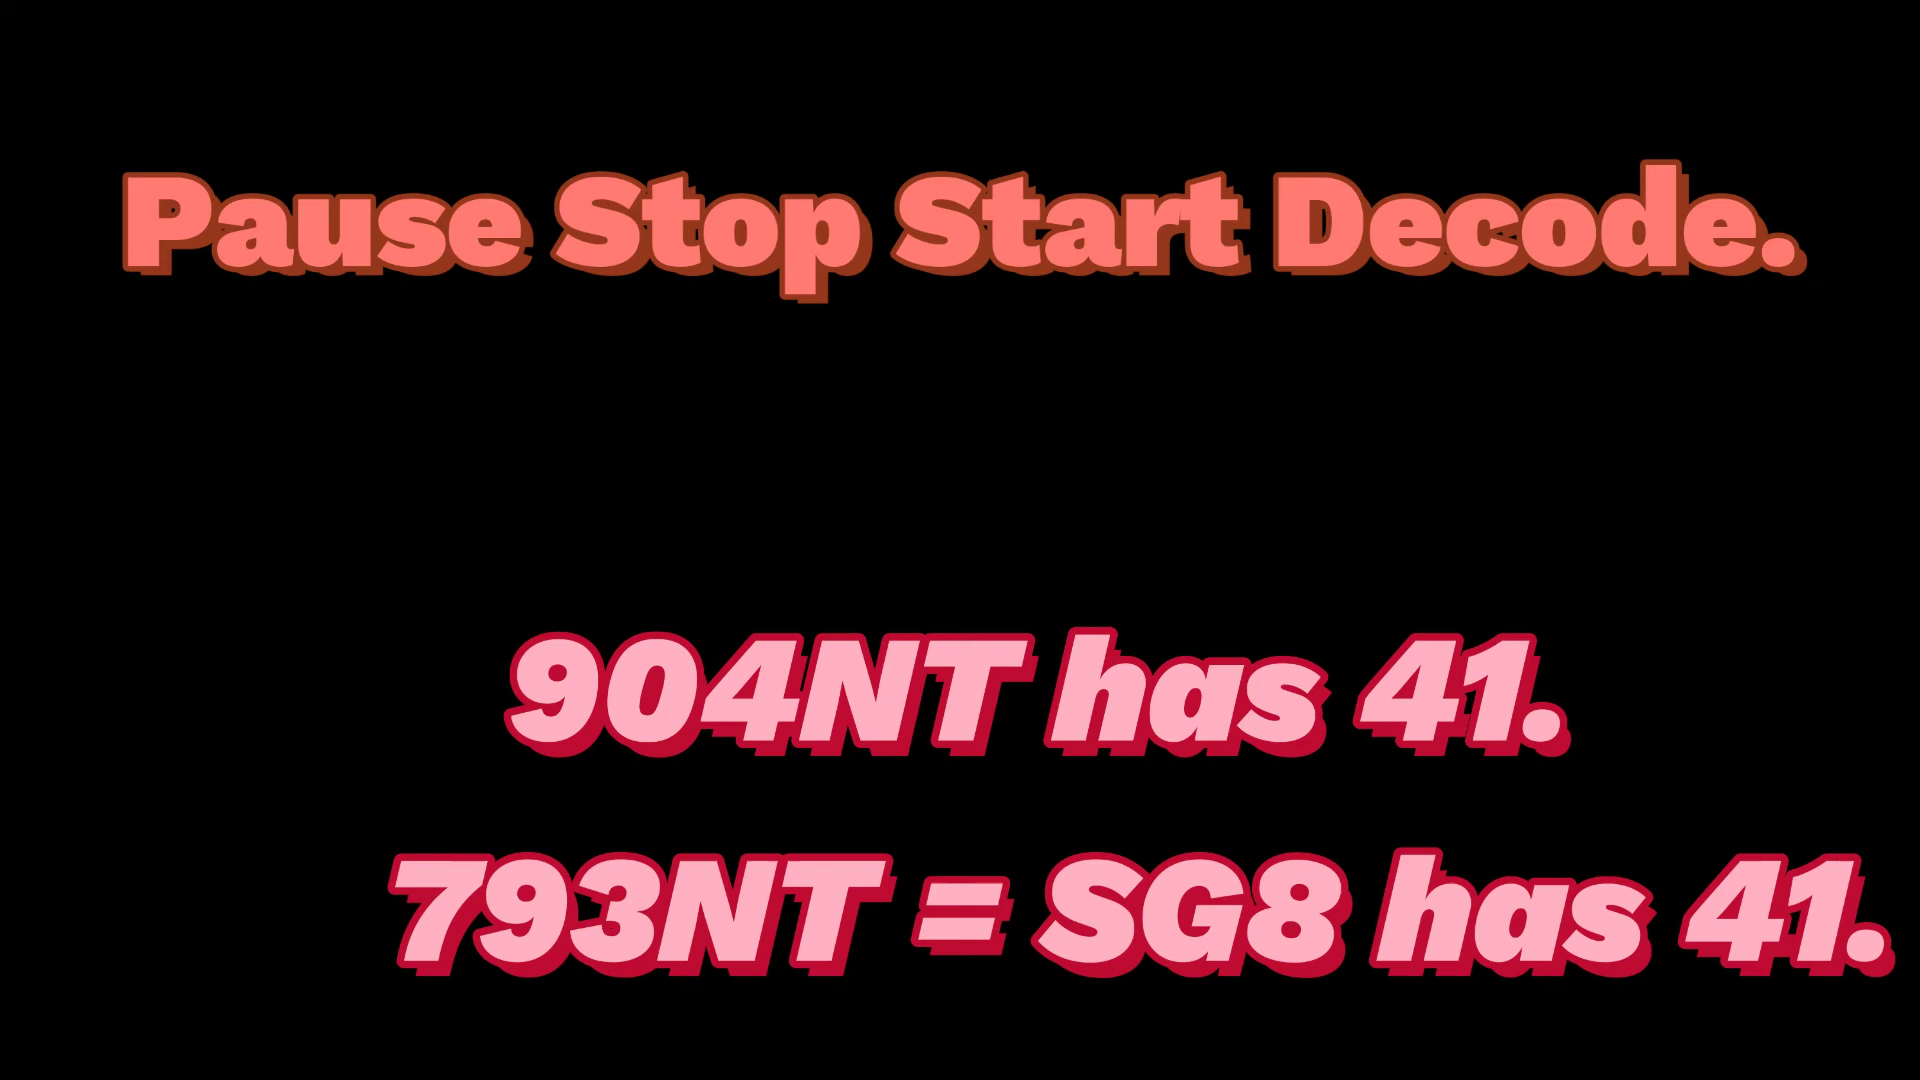 Pause Stop Start Decode.
904NT has 41.
793NT = SG8 has 41.